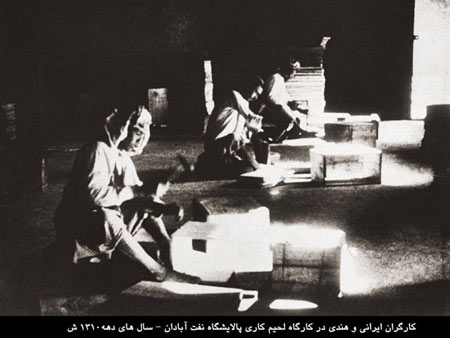 کارگران ایرانی و هندی در کارگاه لحیم کاری پالایشگاه نفت آبادان - سال های دهه ۱۳۱۰ ش